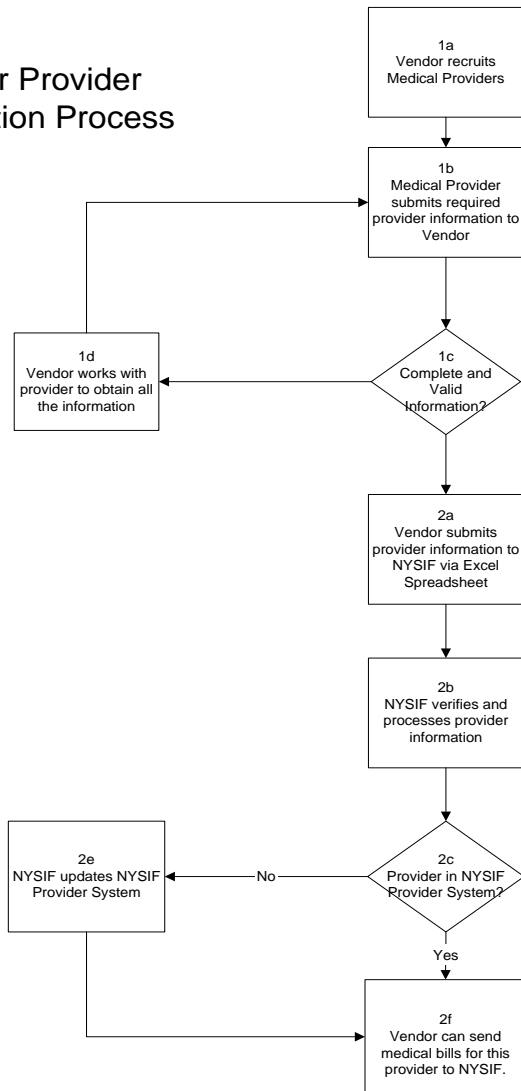 r Provider
tion Process
1a
Vendor recruits
Medical Providers
1b
Medical Provider
submits required
provider information to
Vendor
1d
Vendor works with
provider to obtain all
the information
1c
Complete and
Valid
Information?
2a
Vendor submits
provider information to
NYSIF via Excel
Spreadsheet
2b
NYSIF verifies and
processes provider
information
2e
NYSIF updates NYSIF
Provider System
No
2c
Provider in NYSIF
Provider System?
Yes
2f
Vendor can send
medical bills for this
provider to NYSIF.